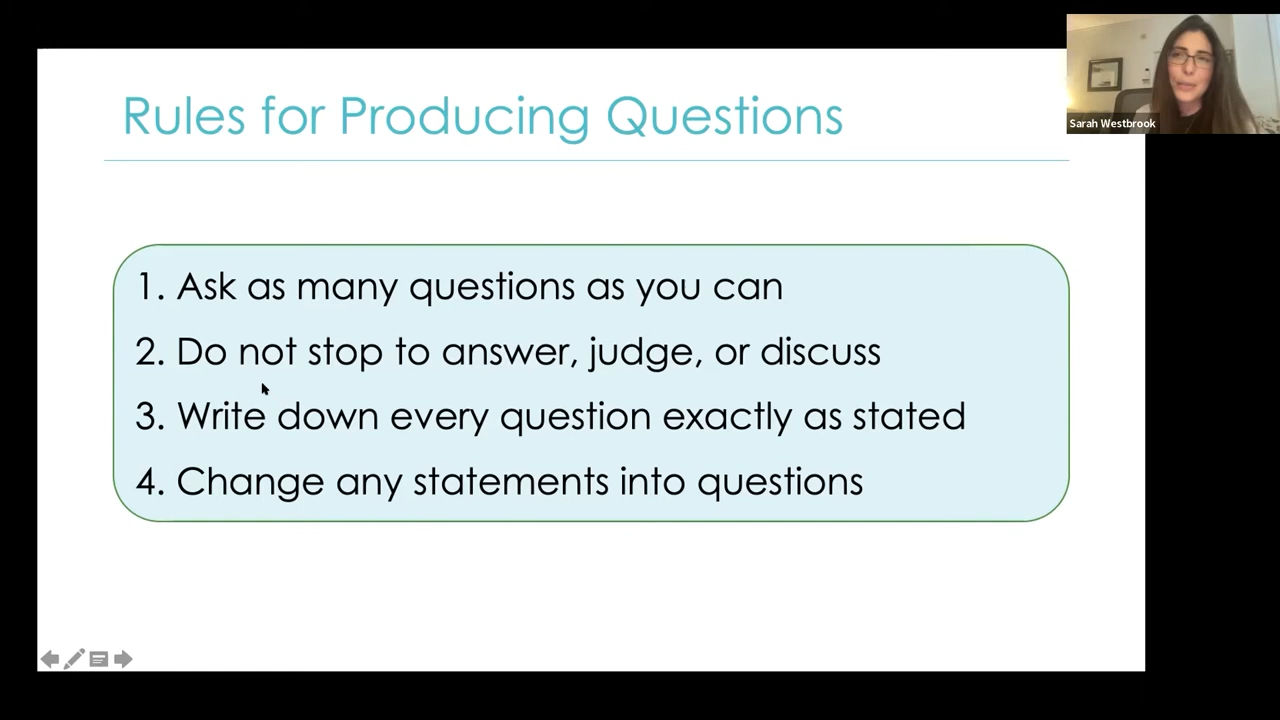 Rules for Producing Questions
Sarah Westbrook
1. Ask as many questions as you can
2. Do not stop to answer, judge, or discuss
3. Write down every question exactly as stated
4. Change any statements into questions